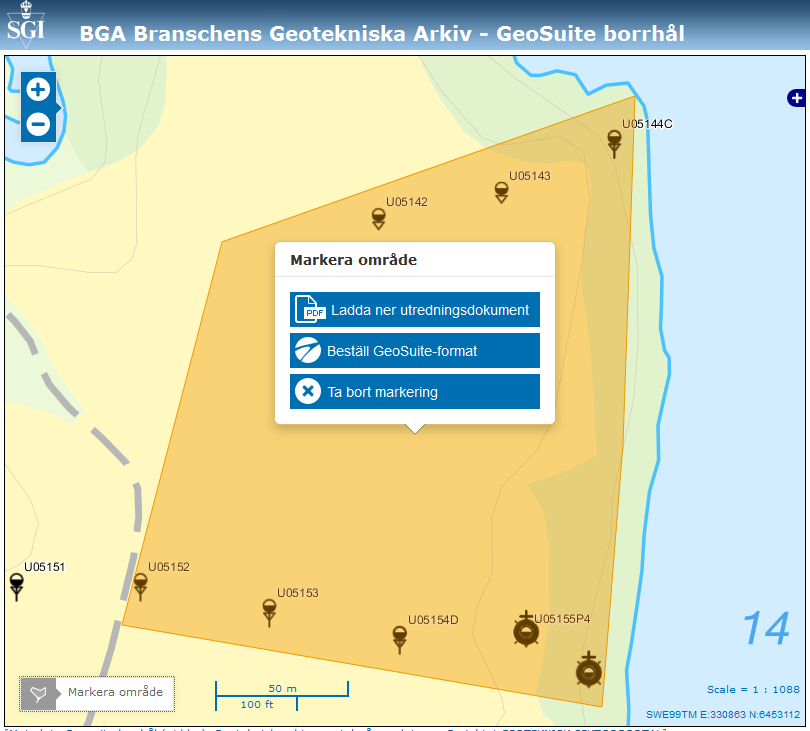 SGI
BGA Branschens Geotekniska Arkiv - GeoSuite borrhål
U05144C
U05143
U05142
Markera område
PDF Ladda ner utredningsdokument
Beställ GeoSuite-format
Ta bort markering
U05151
U05152
U05153
U05154D
U05155P4
14
Markera område
50 m
100 ft
Scale = 1 : 1088
SWE99TM E:330863 N:6453112